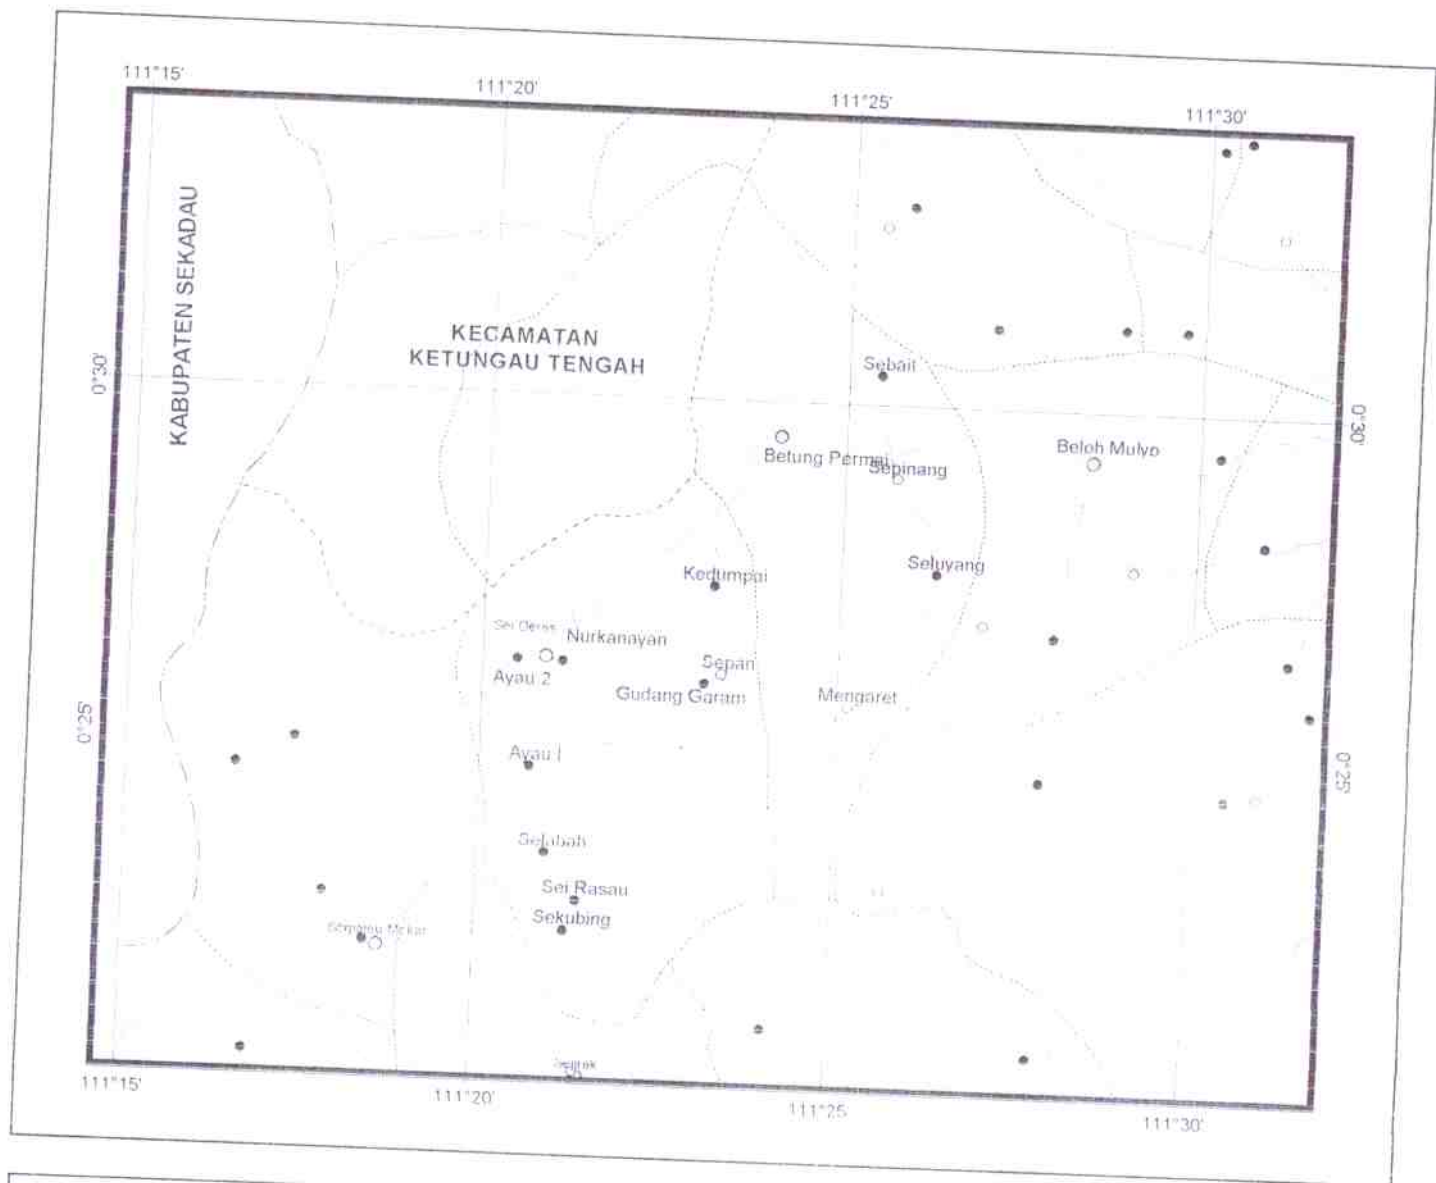 111°15'
111°20'
111°25'
111°30'
KABUPATEN SEKADAU
KECAMATAN
KETUNGAU TENGAH
0°30'
0°30'
Sebait
Betung Permai
Sepinang
Beloh Mulyo
Kedumpai
Seluyang
Nurkanayan
Ayau 2
Sepan
Gudang Garam
Mengaret
0°25'
0°25'
Ayau I
Selabah
Sei Rasau
Sekubing
111°15'
111°20'
111°25'
111°30'